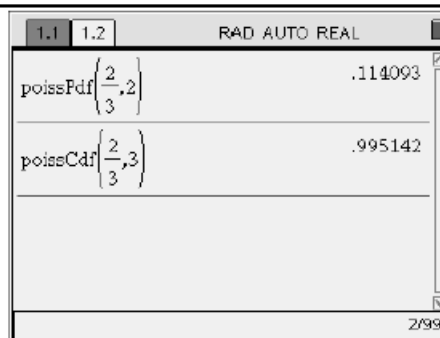 1.1 1.2 RAD AUTO REAL
poissPdf(2/3,2) .114093
poissCdf(2/3,3) .995142
2/99